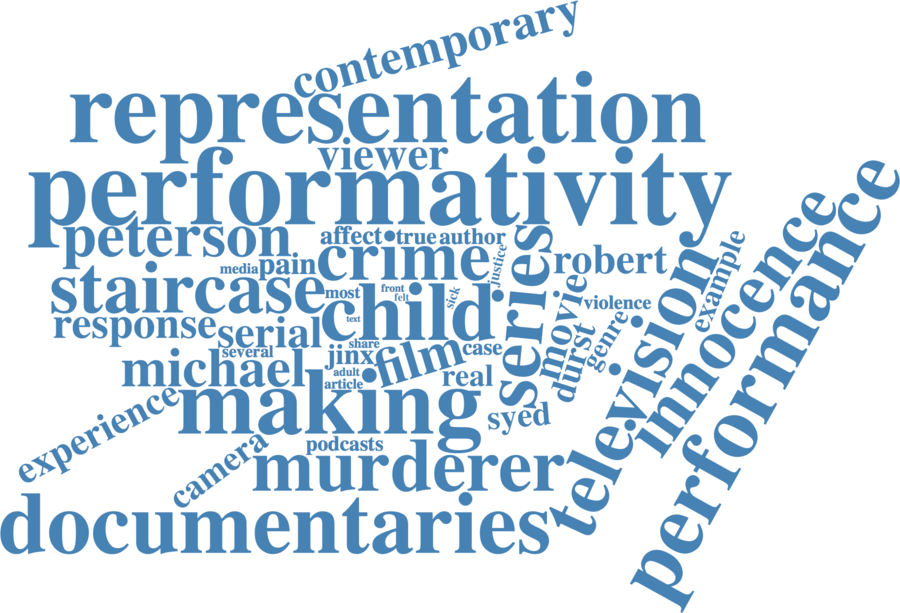 contemporary
representation
viewer
performativity
peterson
affect
true
author
crime
justice
robert
media
pain
staircase
most
front
felt
sick
child
text
series
movie
violence
example
response
serial
share
several
jinx
film
case
durst
genre
television
innocence
performance
michael
adult
article
real
making
syed
experience
camera
podcasts
murderer
documentaries